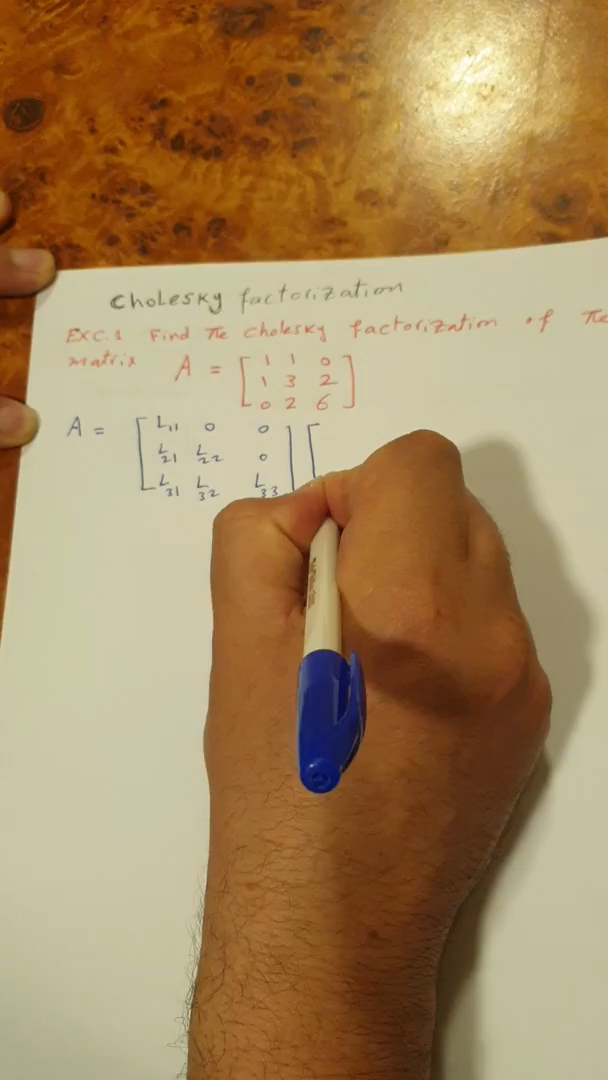 Cholesky factorization
Exc.1 Find The Cholesky factorization of The
matrix A = [ 1 1 0
1 3 2
0 2 6 ]
A = [ L11 0 0 ] [
L21 L22 0
L31 L32 L33